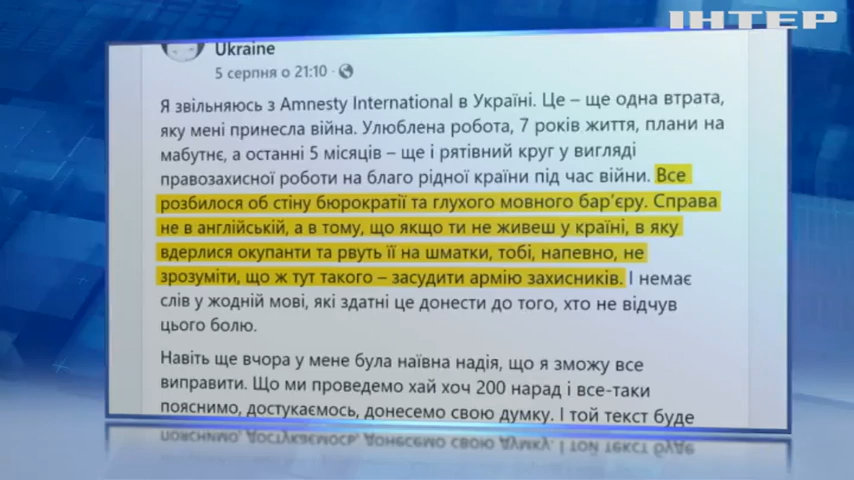 ІНТЕР
Ukraine
5 серпня о 21:10 ·
Я звільняюсь з Amnesty International в Україні. Це – ще одна втрата,
яку мені принесла війна. Улюблена робота, 7 років життя, плани на
мабутнє, а останні 5 місяців – ще і рятівний круг у вигляді
правозахисної роботи на благо рідної країни під час війни. Все
розбилося об стіну бюрократії та глухого мовного бар’єру. Справа
не в англійській, а в тому, що якщо ти не живеш у країні, в яку
вдерлися окупанти та рвуть її на шматки, тобі, напевно, не
зрозуміти, що ж тут такого – засудити армію захисників. І немає
слів у жодній мові, які здатні це донести до того, хто не відчув
цього болю.
Навіть ще вчора у мене була наївна надія, що я зможу все
виправити. Що ми проведемо хай хоч 200 нарад і все-таки
пояснимо, достукаємось, донесемо свою думку. І той текст буде